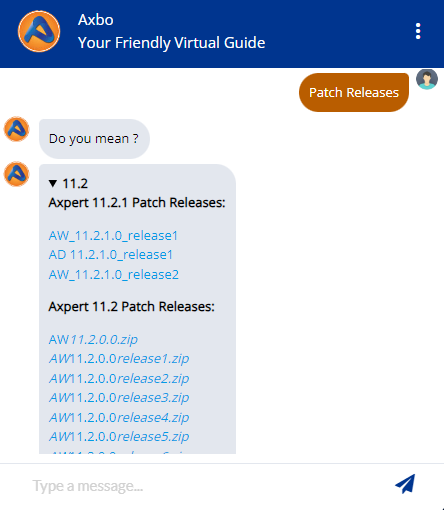 Axbo
Your Friendly Virtual Guide
Patch Releases
Do you mean ?
▼ 11.2
Axpert 11.2.1 Patch Releases:
AW_11.2.1.0_release1
AD 11.2.1.0_release1
AW_11.2.1.0_release2
Axpert 11.2 Patch Releases:
AW11.2.0.0.zip
AW11.2.0.0release1.zip
AW11.2.0.0release2.zip
AW11.2.0.0release3.zip
AW11.2.0.0release4.zip
AW11.2.0.0release5.zip
Type a message...